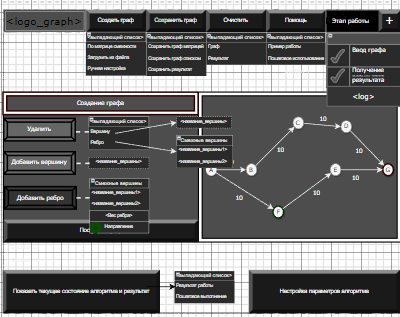 <logo_graph>
Создать граф
Сохранить граф
Очистить
Помощь
Этап работы
+
<Выпадающий список>
По матрице смежности
Загрузить из файла
Ручная настройка
<Выпадающий список>
Сохранить граф матрицей
Сохранить граф списком
Сохранить результат
<Выпадающий список>
Граф
Результат
<Выпадающий список>
Пример работы
Пошаговое использование
Ввод графа
Получение
результата
<log>
Создание графа
Удалить
<Выпадающий список>
Вершину
Ребро
<название_вершины>
<Смежные вершины
<название_вершины1>
<название_вершины2>
Добавить вершину
<название_вершины>
Добавить ребро
<Смежные вершины
<название_вершины1>
<название_вершины2>
<Вес ребра>
Направление
A
B
C
D
E
F
G
10
10
10
10
10
10
Показать текущее состояние алгоритма и результат
<Выпадающий список>
Результат работы
Пошаговое выполнение
Настройка параметров алгоритма